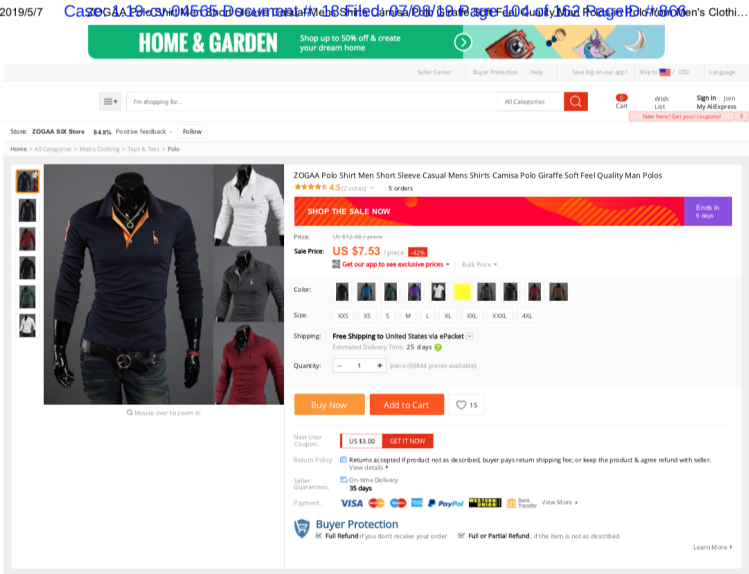 2019/5/7
Case: 1:19-cv-04565 Document #: 18 Filed: 07/08/19 Page 104 of 162 PageID #:866
HOME & GARDEN
Shop up to 50% off & create
your dream home
Seller Center
Buyer Protection
Help
Save big on our app!
Ship to / USD
Language
I'm shopping for...
All Categories
0
Cart
Wish
List
Sign in Join
My AliExpress
New here? Get your coupons! X
Store: ZOGAA SIX Store 84.9% Positive feedback Follow
Home > All Categories > Men's Clothing > Tops & Tees > Polo
ZOGAA Polo Shirt Men Short Sleeve Casual Mens Shirts Camisa Polo Giraffe Soft Feel Quality Man Polos
4.5 (2 votes) 5 orders
SHOP THE SALE NOW
Ends in
6 days
Price: US $12.98 / piece
Sale Price: US $7.53 / piece -42%
Get our app to see exclusive prices Bulk Price
Color:
Size: XXS XS S M L XL XXL XXXL 4XL
Shipping: Free Shipping to United States via ePacket
Estimated Delivery Time: 25 days ?
Quantity: − 1 + piece (68844 pieces available)
Buy Now
Add to Cart
15
Mouse over to zoom in
New User
Coupon:
US $3.00 GET IT NOW
Return Policy Returns accepted if product not as described, buyer pays return shipping fee; or keep the product & agree refund with seller.
View details
Seller
Guarantees:
On-time Delivery
35 days
Payment: VISA PayPal WESTERN UNION Bank Transfer View More
Buyer Protection
Full Refund if you don't receive your order Full or Partial Refund, if the item is not as described
Learn More